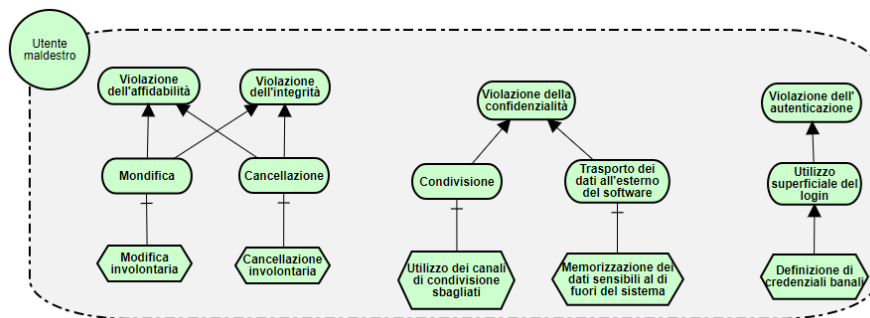 Utente
maldestro
Violazione
dell'affidabilità
Violazione
dell'integrità
Violazione della
confidenzialità
Violazione dell'
autenticazione
Mondifica
Cancellazione
Condivisione
Trasporto dei
dati all'esterno
del software
Utilizzo
superficiale del
login
Modifica
involontaria
Cancellazione
involontaria
Utilizzo dei canali
di condivisione
sbagliati
Memorizzazione dei
dati sensibili al di
fuori del sistema
Definizione di
credenziali banali